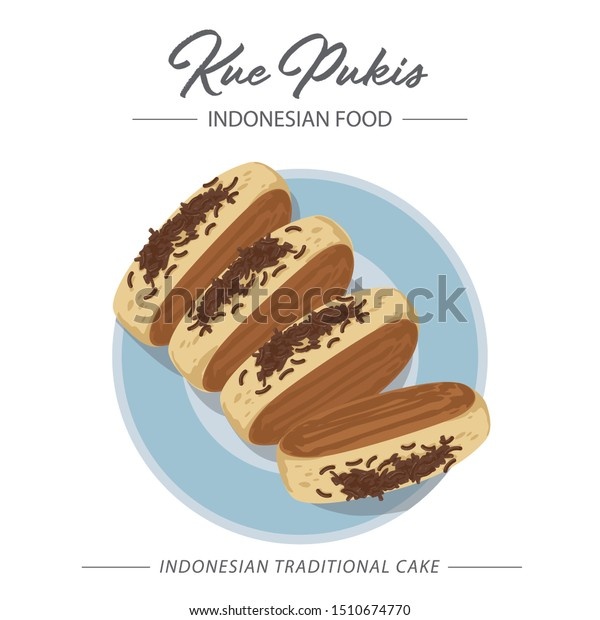 Kue Pukis
INDONESIAN FOOD
INDONESIAN TRADITIONAL CAKE
shutterstock
www.shutterstock.com · 1510674770